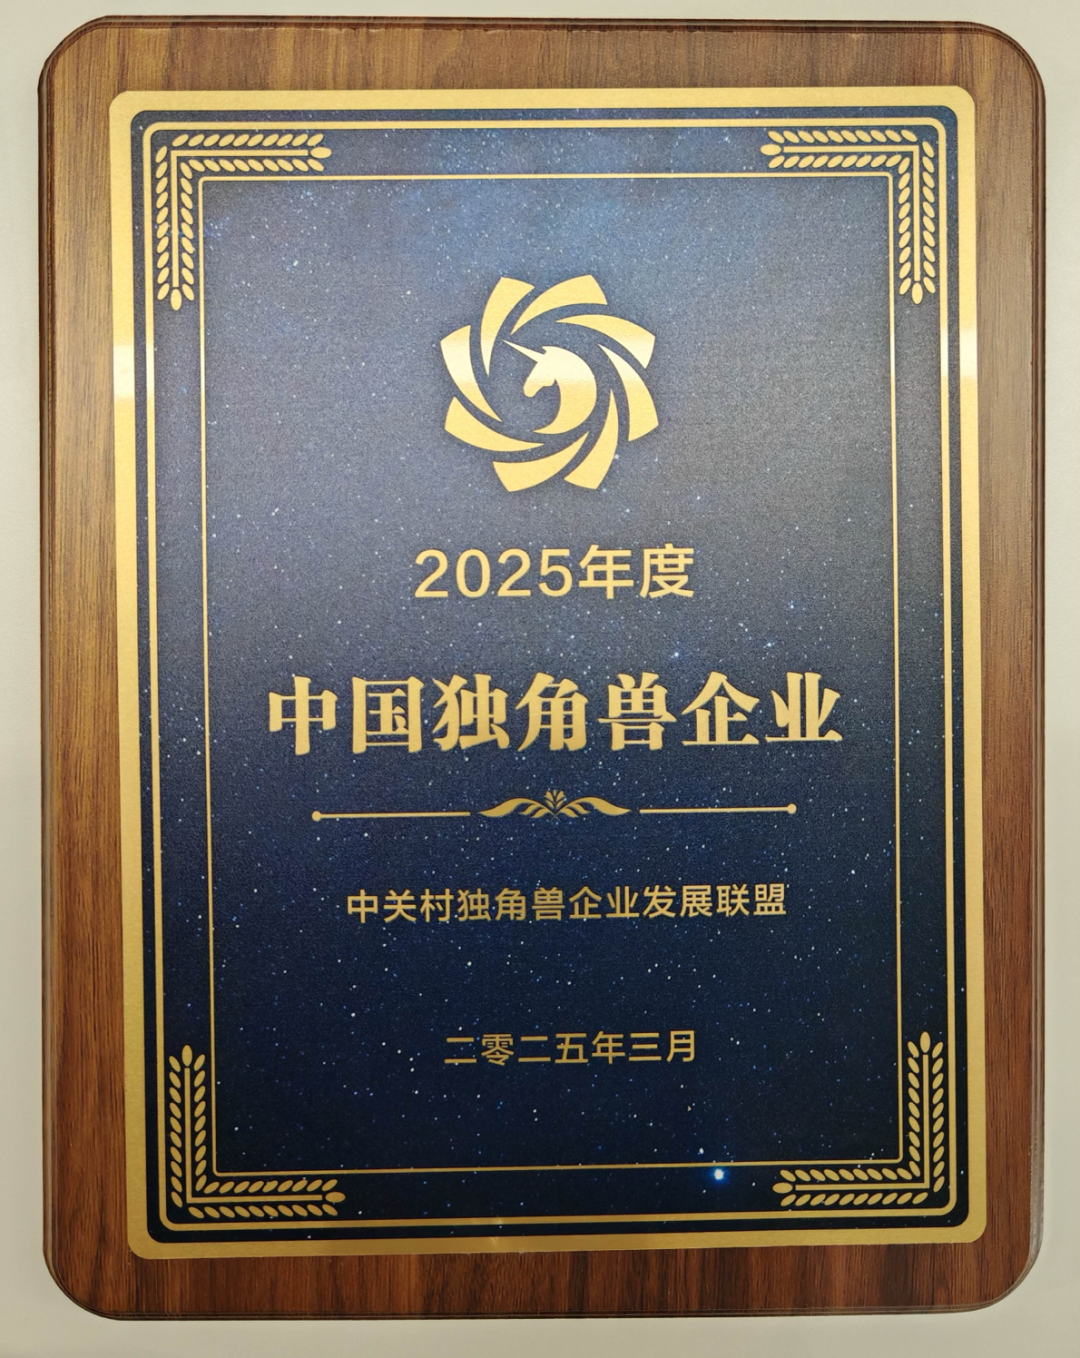 2025年度
中国独角兽企业
中关村独角兽企业发展联盟
二零二五年三月